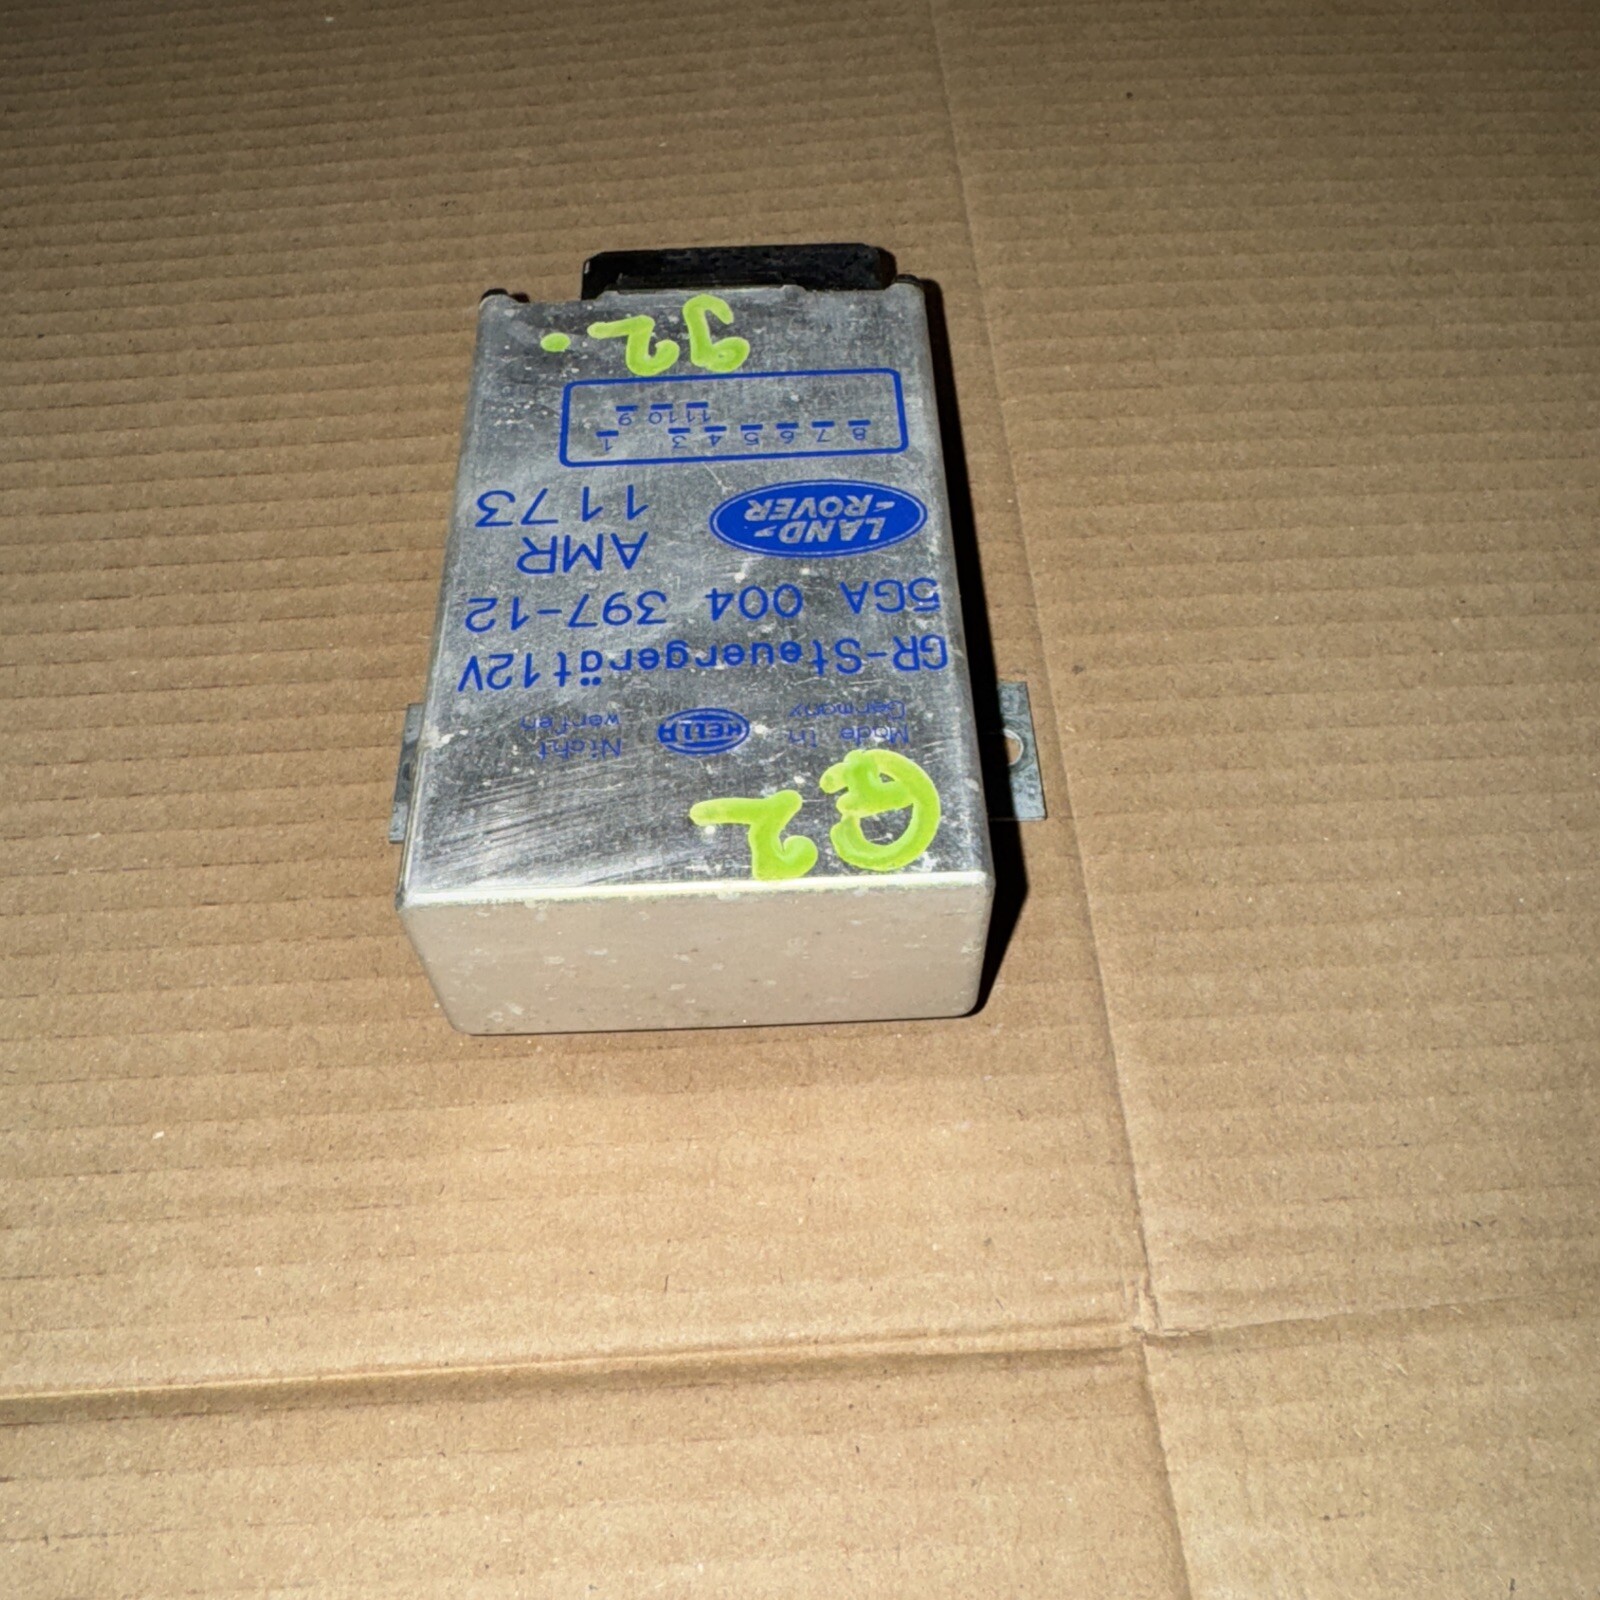 Made in
Germany
HELLA
Nicht
werfen
GR-Steuergerät 12V
5GA 004 397-12
LAND-
-ROVER
AMR
1173
8 7 6 5 4 3 1
11 10 9
92.